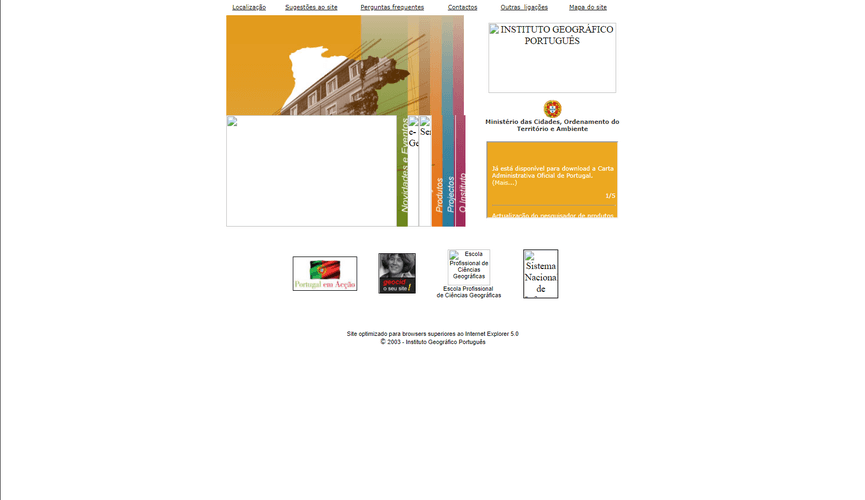 Localização Sugestões ao site Perguntas frequentes Contactos Outras ligações Mapa do site
INSTITUTO GEOGRÁFICO
PORTUGUÊS
Ministério das Cidades, Ordenamento do
Território e Ambiente
Novidades e Eventos
e-
Produtos
Projectos
O Instituto
Já está disponível para download a Carta
Administrativa Oficial de Portugal.
(Mais...)
1/5
Actualização do pesquisador de produtos
Portugal em Acção
geocid
o seu site!
Escola
Profissional de
Ciências
Geográficas
Escola Profissional
de Ciências Geográficas
Sistema
Naciona
de
Site optimizado para browsers superiores ao Internet Explorer 5.0
© 2003 - Instituto Geográfico Português